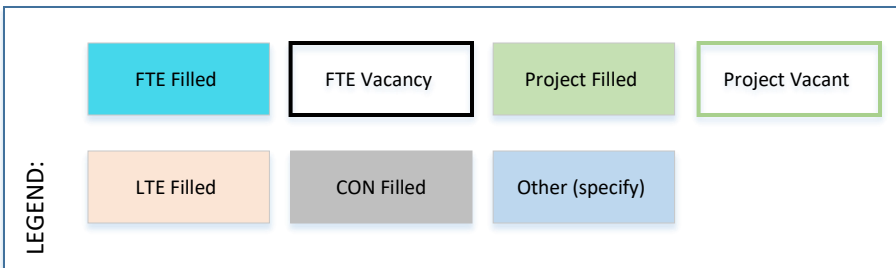 FTE Filled
FTE Vacancy
Project Filled
Project Vacant
LEGEND:
LTE Filled
CON Filled
Other (specify)